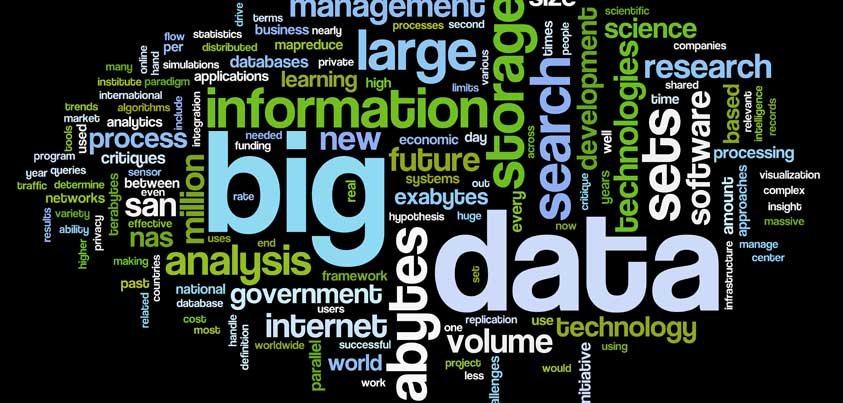 drive
management
size
scientific
terms
processes
second
flow
statistics
business
nearly
science
per
distributed
mapreduce
large
storage
times
people
development
companies
online
hand
simulations
databases
private
various
search
technologies
research
many
institute
paradigm
applications
learning
high
limits
shared
international
information
time
trends
algorithms
include
integration
based
relevant
intelligence
records
market
analytics
tools
used
process
needed
new
economic
day
across
well
sets
software
funding
critiques
big
future
processing
program
sensor
between
million
systems
out
critique
years
approaches
visualization
year
queries
traffic
determine
even
rate
real
exabytes
every
amount
complex
networks
terabytes
san
insight
results
variety
hypothesis
huge
massive
ability
privacy
effective
nas
uses
end
now
data
infrastructure
manage
center
higher
making
countries
analysis
abytes
set
past
framework
related
national
government
database
users
cost
most
handle
definition
internet
replication
one
use
technology
worldwide
parallel
successful
volume
using
world
project
would
work
less
allenges
nitiative